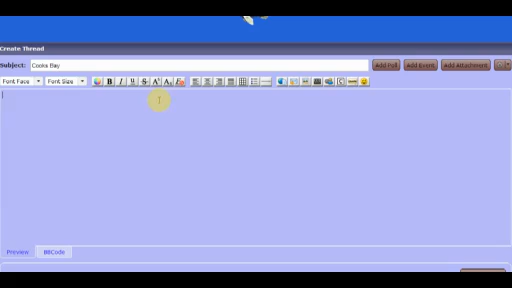 Create Thread
Subject: Cooks Bay
Add Poll Add Event Add Attachment
Font Face Font Size B I U S
Preview BBCode